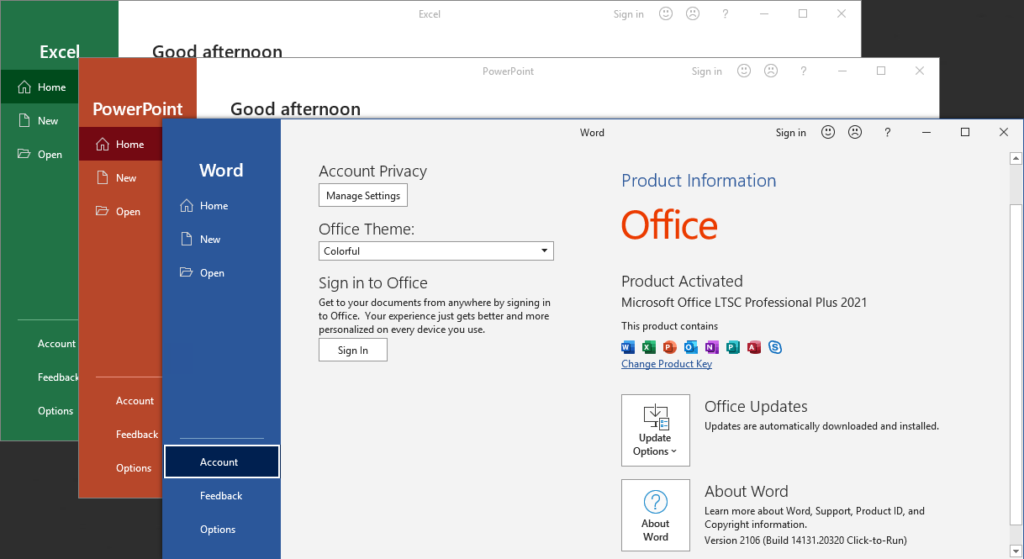 Excel
Sign in
?
Excel
Good afternoon
Home
New
Open
Account
Feedback
Options
PowerPoint
Sign in
?
PowerPoint
Good afternoon
Home
New
Open
Account
Feedback
Options
Word
Sign in
?
Word
Home
New
Open
Account
Feedback
Options
Account Privacy
Manage Settings
Office Theme:
Colorful
Sign in to Office
Get to your documents from anywhere by signing in
to Office. Your experience just gets better and more
personalized on every device you use.
Sign In
Product Information
Office
Product Activated
Microsoft Office LTSC Professional Plus 2021
This product contains
Change Product Key
Update
Options
Office Updates
Updates are automatically downloaded and installed.
?
About
Word
About Word
Learn more about Word, Support, Product ID, and
Copyright information.
Version 2106 (Build 14131.20320 Click-to-Run)